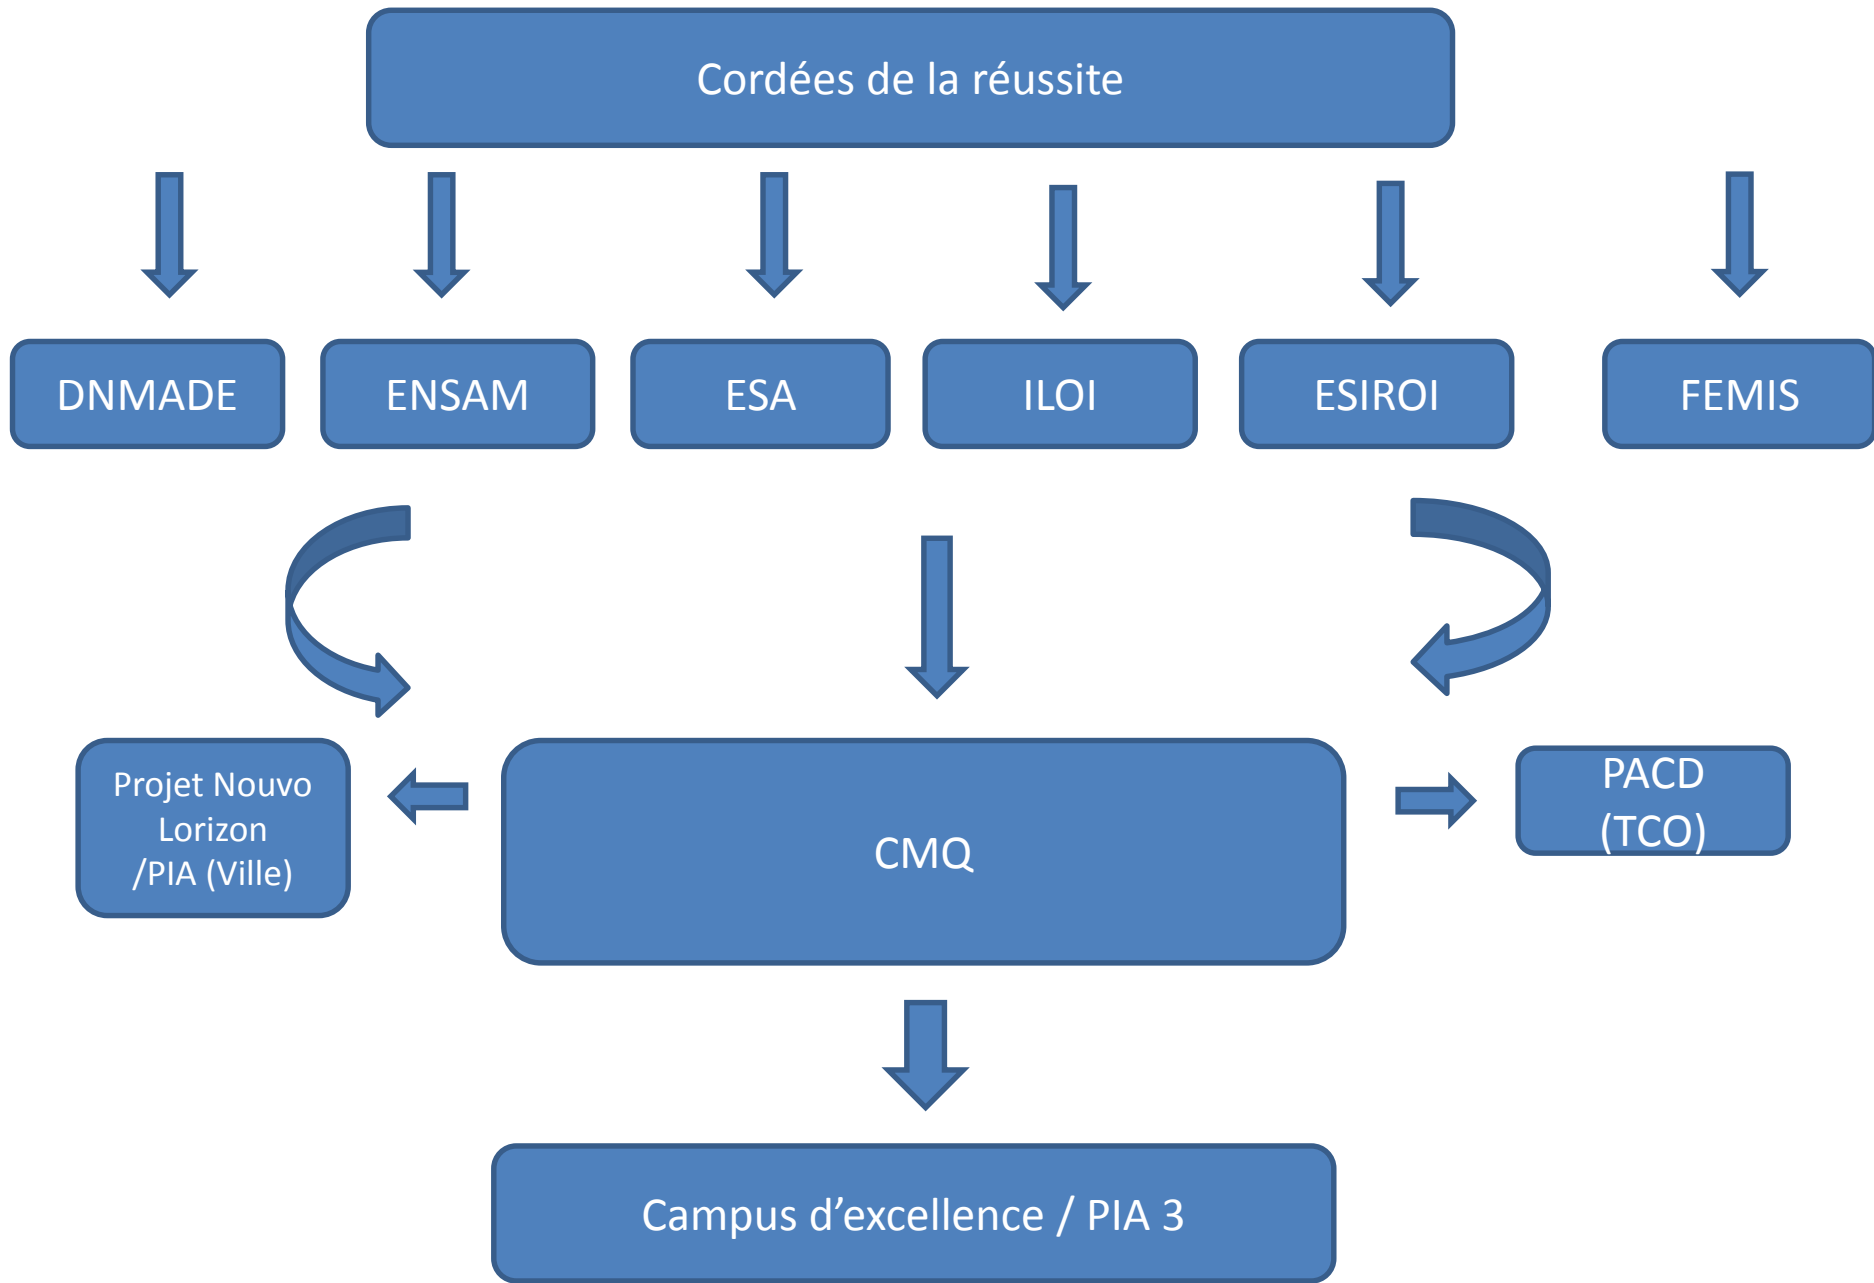 Cordées de la réussite
DNMADE
ENSAM
ESA
ILOI
ESIROI
FEMIS
Projet Nouvo
Lorizon
/PIA (Ville)
CMQ
PACD
(TCO)
Campus d’excellence / PIA 3